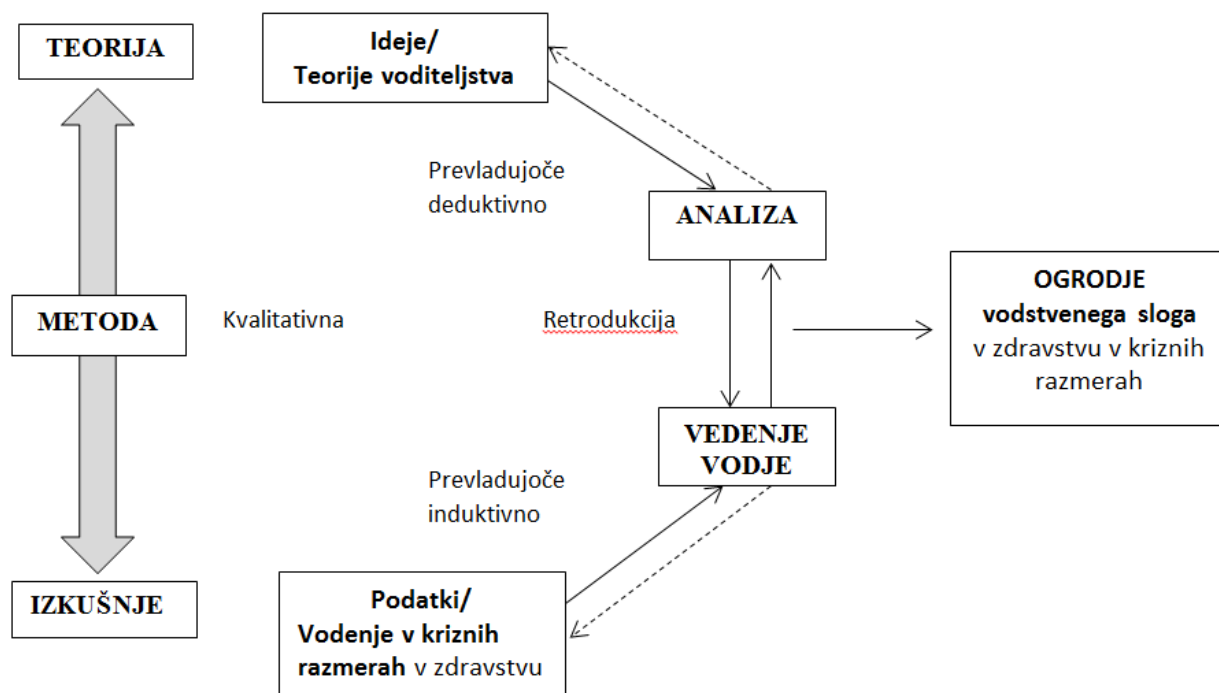 TEORIJA
Ideje/
Teorije voditeljstva
Prevladujoče
deduktivno
ANALIZA
METODA
Kvalitativna
Retrodukcija
OGRODJE
vodstvenega sloga
v zdravstvu v kriznih
razmerah
VEDENJE
VODJE
Prevladujoče
induktivno
IZKUŠNJE
Podatki/
Vodenje v kriznih
razmerah v zdravstvu